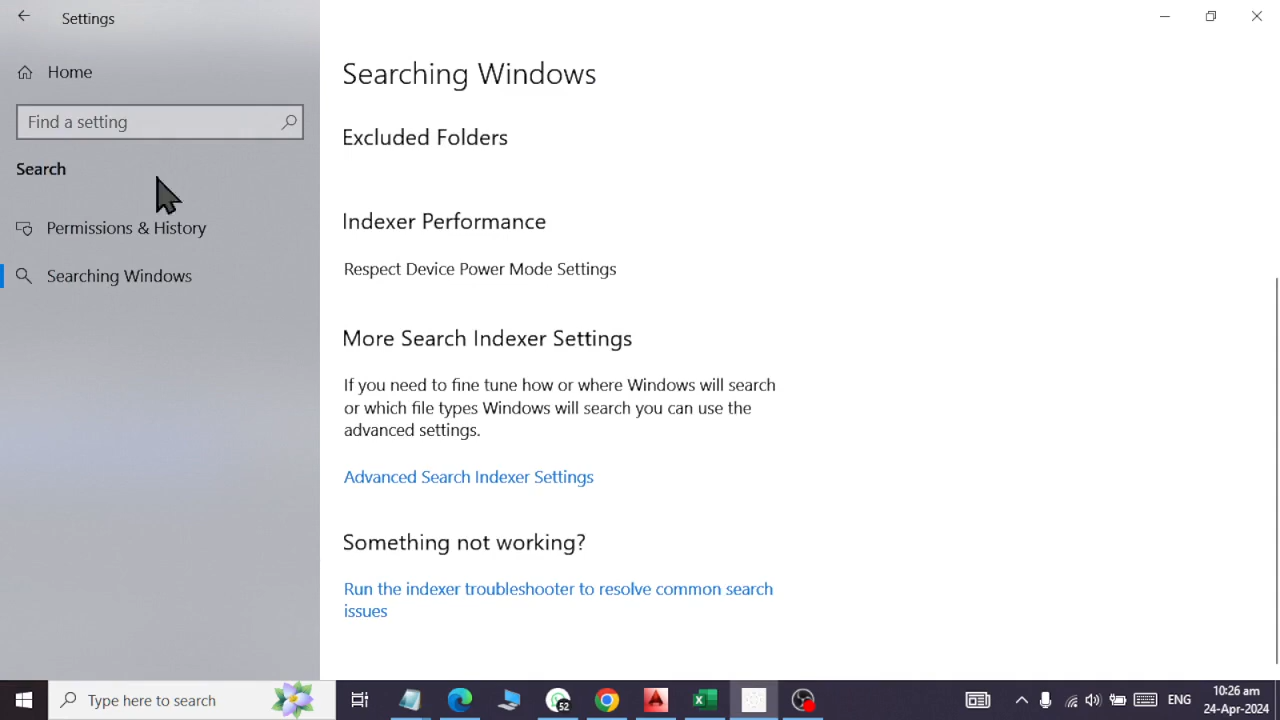 Settings
Home
Find a setting
Search
Permissions & History
Searching Windows
Searching Windows
Excluded Folders
Indexer Performance
Respect Device Power Mode Settings
More Search Indexer Settings
If you need to fine tune how or where Windows will search
or which file types Windows will search you can use the
advanced settings.
Advanced Search Indexer Settings
Something not working?
Run the indexer troubleshooter to resolve common search
issues
Type here to search
52
ENG
10:26 am
24-Apr-2024